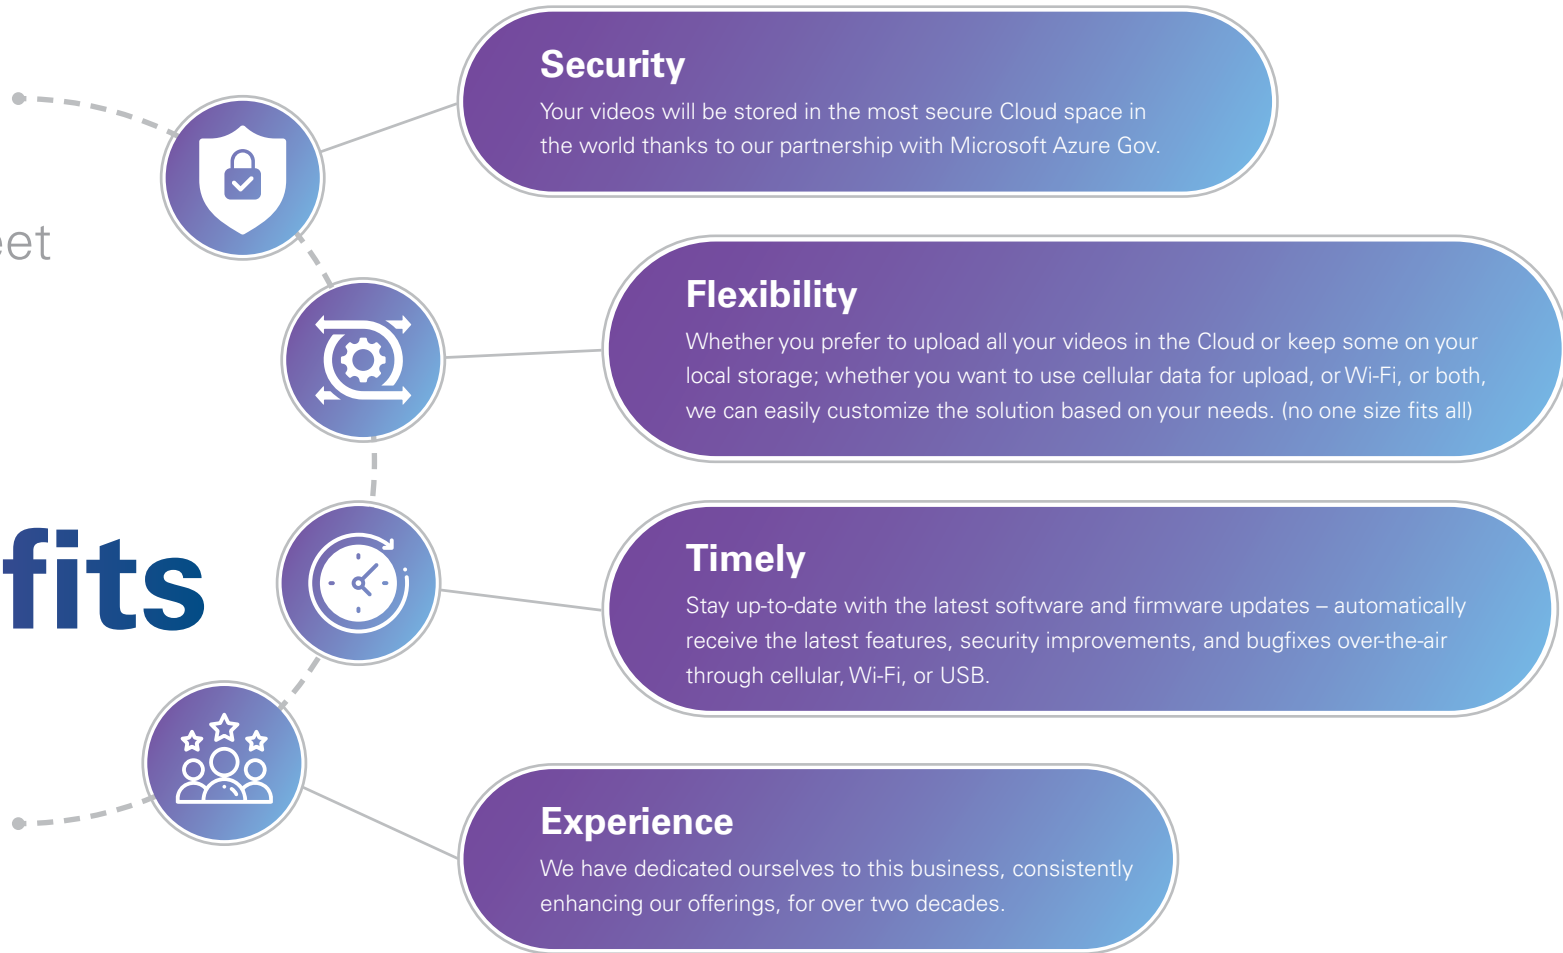 Security
Your videos will be stored in the most secure Cloud space in
the world thanks to our partnership with Microsoft Azure Gov.
eet
Flexibility
Whether you prefer to upload all your videos in the Cloud or keep some on your
local storage; whether you want to use cellular data for upload, or Wi-Fi, or both,
we can easily customize the solution based on your needs. (no one size fits all)
fits
Timely
Stay up-to-date with the latest software and firmware updates – automatically
receive the latest features, security improvements, and bugfixes over-the-air
through cellular, Wi-Fi, or USB.
Experience
We have dedicated ourselves to this business, consistently
enhancing our offerings, for over two decades.